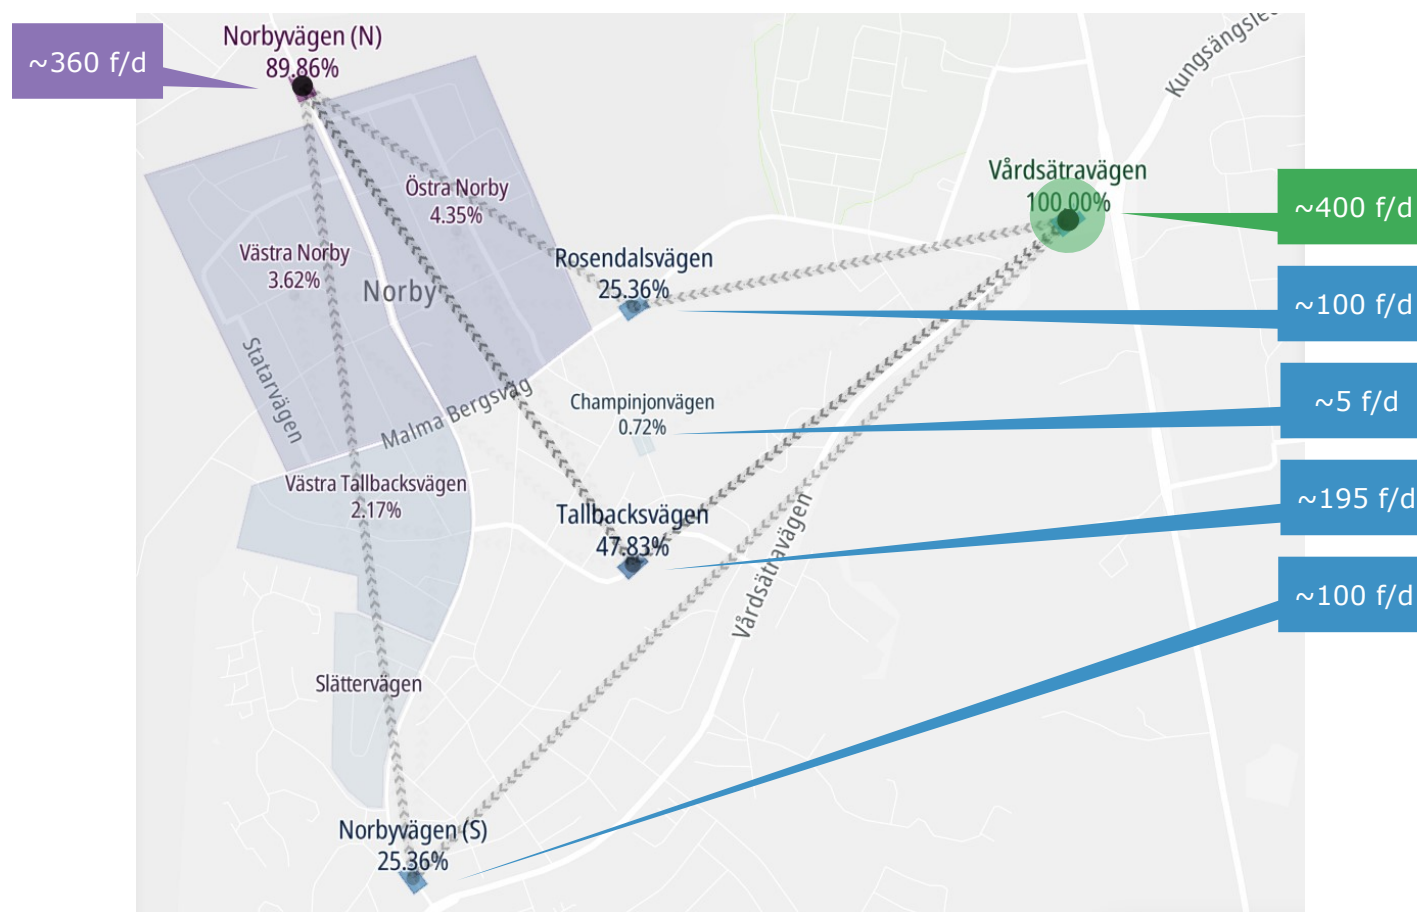 Norbyvägen (N)
89.86%
~360 f/d
Kungsängsle
Vårdsätravägen
100.00%
~400 f/d
Östra Norby
4.35%
Västra Norby
3.62%
Norby
Rosendalsvägen
25.36%
~100 f/d
Statarvägen
Malma Bergsväg
Champinjonvägen
0.72%
~5 f/d
Västra Tallbacksvägen
2.17%
Tallbacksvägen
47.83%
~195 f/d
Vårdsätravägen
~100 f/d
Slättervägen
Norbyvägen (S)
25.36%